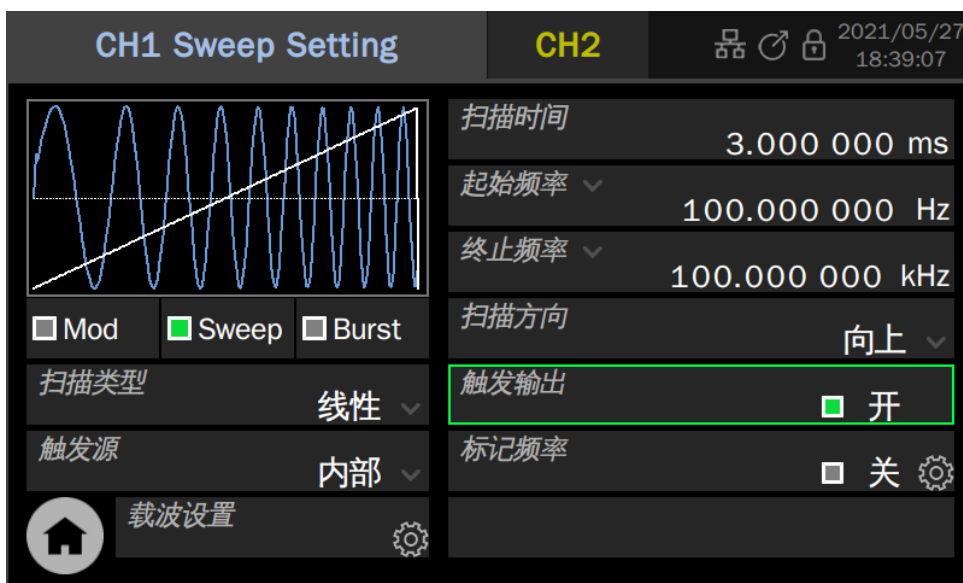 CH1 Sweep Setting
CH2
2021/05/27
18:39:07
扫描时间
3.000 000 ms
起始频率
100.000 000 Hz
终止频率
100.000 000 kHz
Mod
Sweep
Burst
扫描方向
向上
扫描类型
线性
触发输出
开
触发源
内部
标记频率
关
载波设置